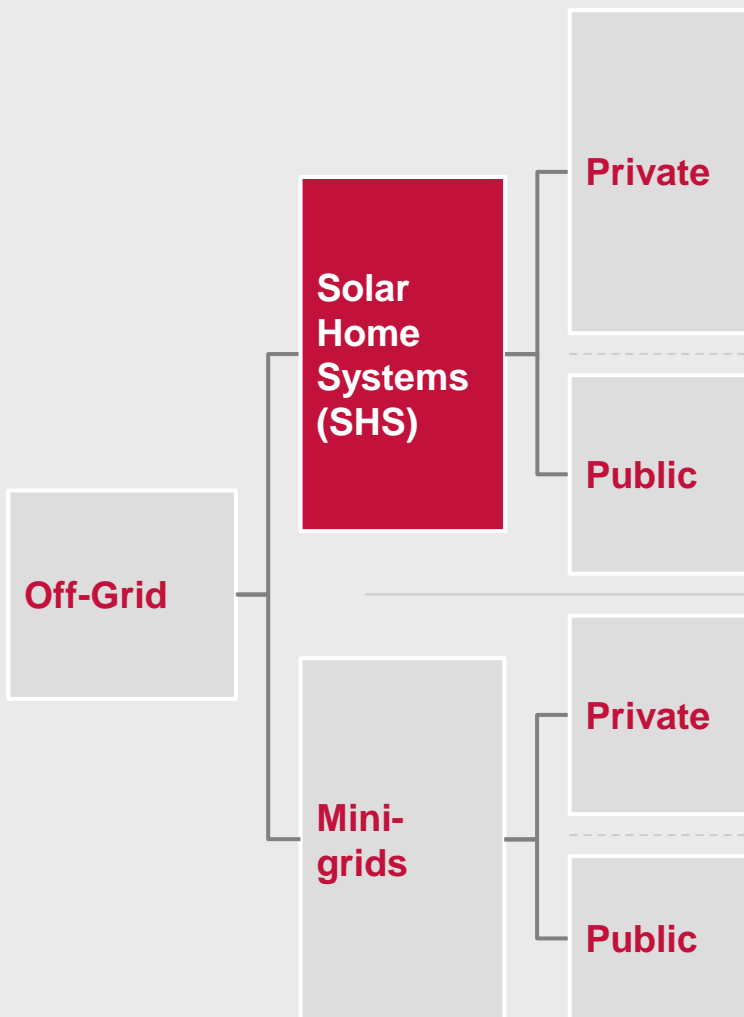 Off-Grid
Solar
Home
Systems
(SHS)
Private
Public
Mini-
grids
Private
Public